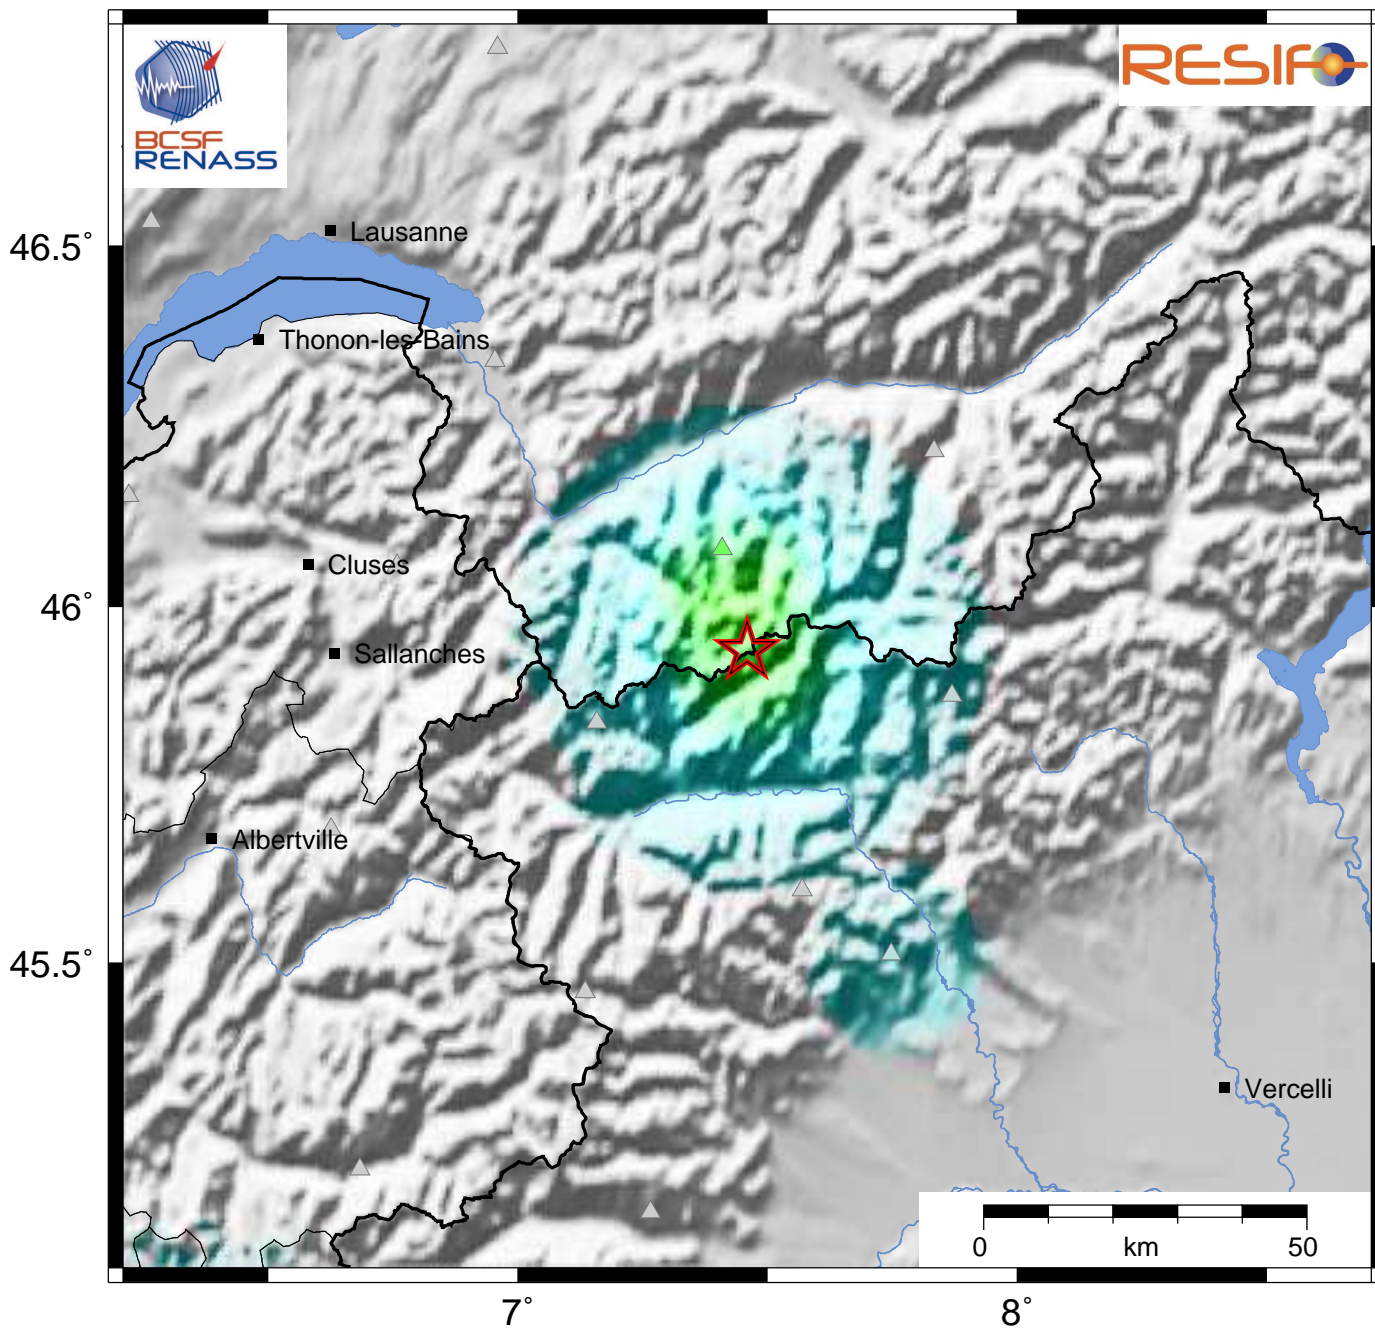 BCSF
RENASS
RESIF
Lausanne
46.5°
Thonon-les-Bains
Cluses
46°
Sallanches
Albertville
45.5°
Vercelli
0 km 50
7° 8°